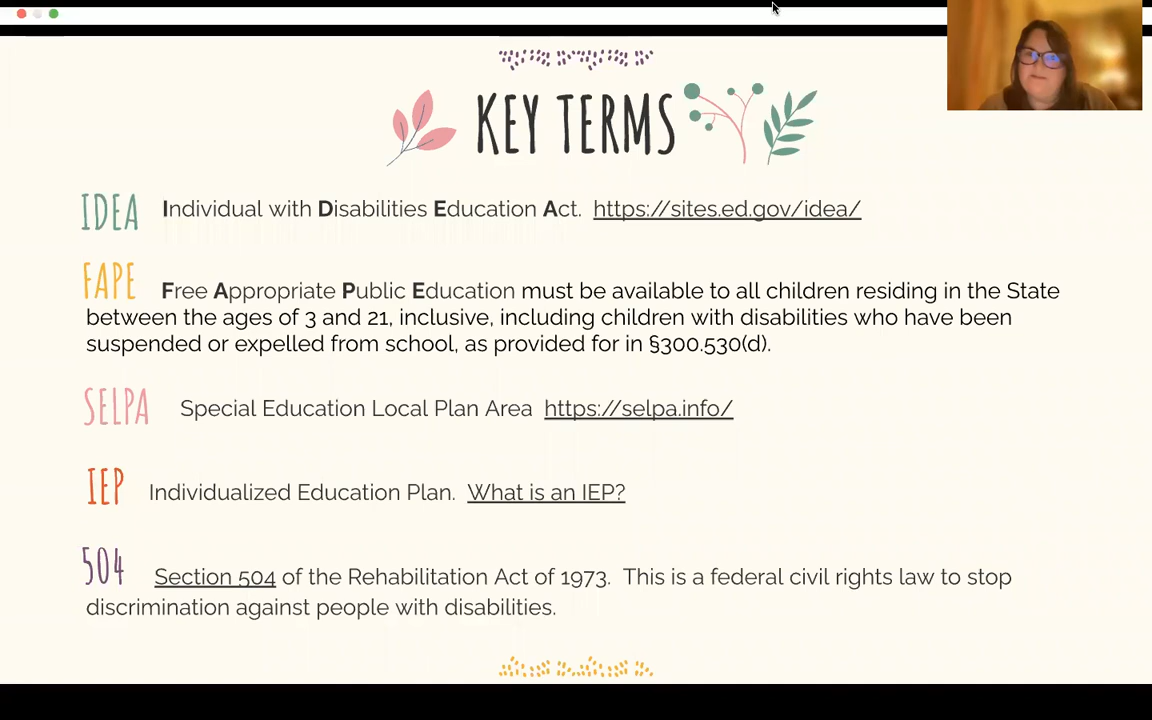 KEY TERMS
IDEA Individual with Disabilities Education Act. https://sites.ed.gov/idea/
FAPE Free Appropriate Public Education must be available to all children residing in the State
between the ages of 3 and 21, inclusive, including children with disabilities who have been
suspended or expelled from school, as provided for in §300.530(d).
SELPA Special Education Local Plan Area https://selpa.info/
IEP Individualized Education Plan. What is an IEP?
504 Section 504 of the Rehabilitation Act of 1973. This is a federal civil rights law to stop
discrimination against people with disabilities.